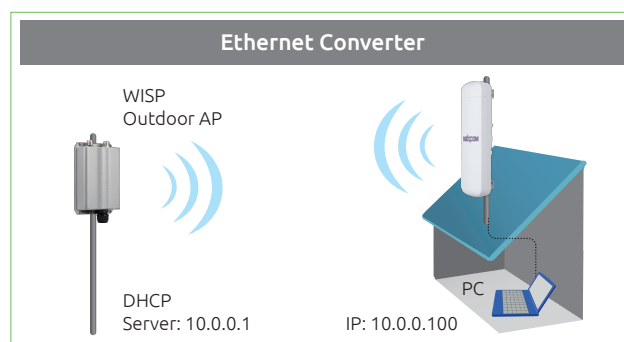 Ethernet Converter
WISP
Outdoor AP
PC
DHCP
Server: 10.0.0.1
IP: 10.0.0.100